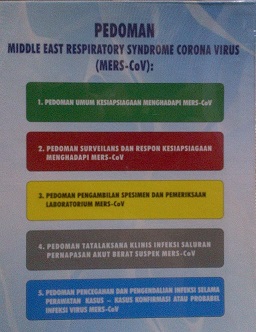 PEDOMAN
MIDDLE EAST RESPIRATORY SYNDROME CORONA VIRUS
(MERS-CoV):
1. PEDOMAN UMUM KESIAPSIAGAAN MENGHADAPI MERS-CoV
2. PEDOMAN SURVEILANS DAN RESPON KESIAPSIAGAAN
MENGHADAPI MERS-CoV
3. PEDOMAN PENGAMBILAN SPESIMEN DAN PEMERIKSAAN
LABORATORIUM MERS-CoV
4. PEDOMAN TATALAKSANA KLINIS INFEKSI SALURAN
PERNAPASAN AKUT BERAT SUSPEK MERS-CoV
5. PEDOMAN PENCEGAHAN DAN PENGENDALIAN INFEKSI SELAMA
PERAWATAN KASUS – KASUS KONFIRMASI ATAU PROBABEL
INFEKSI VIRUS MERS-CoV